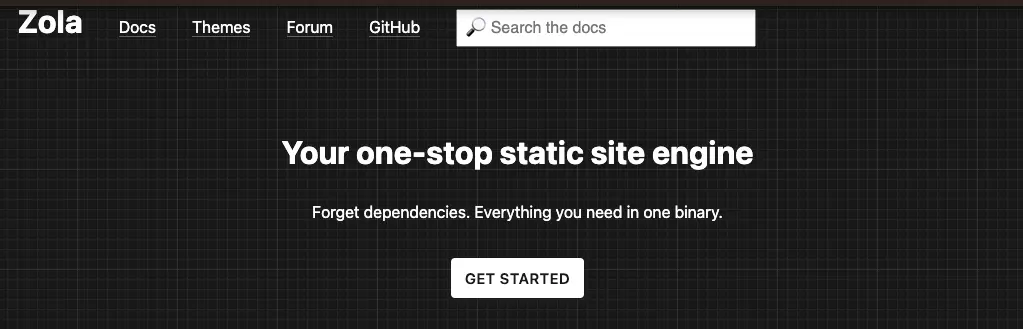 Zola Docs Themes Forum GitHub Search the docs
Your one-stop static site engine
Forget dependencies. Everything you need in one binary.
GET STARTED